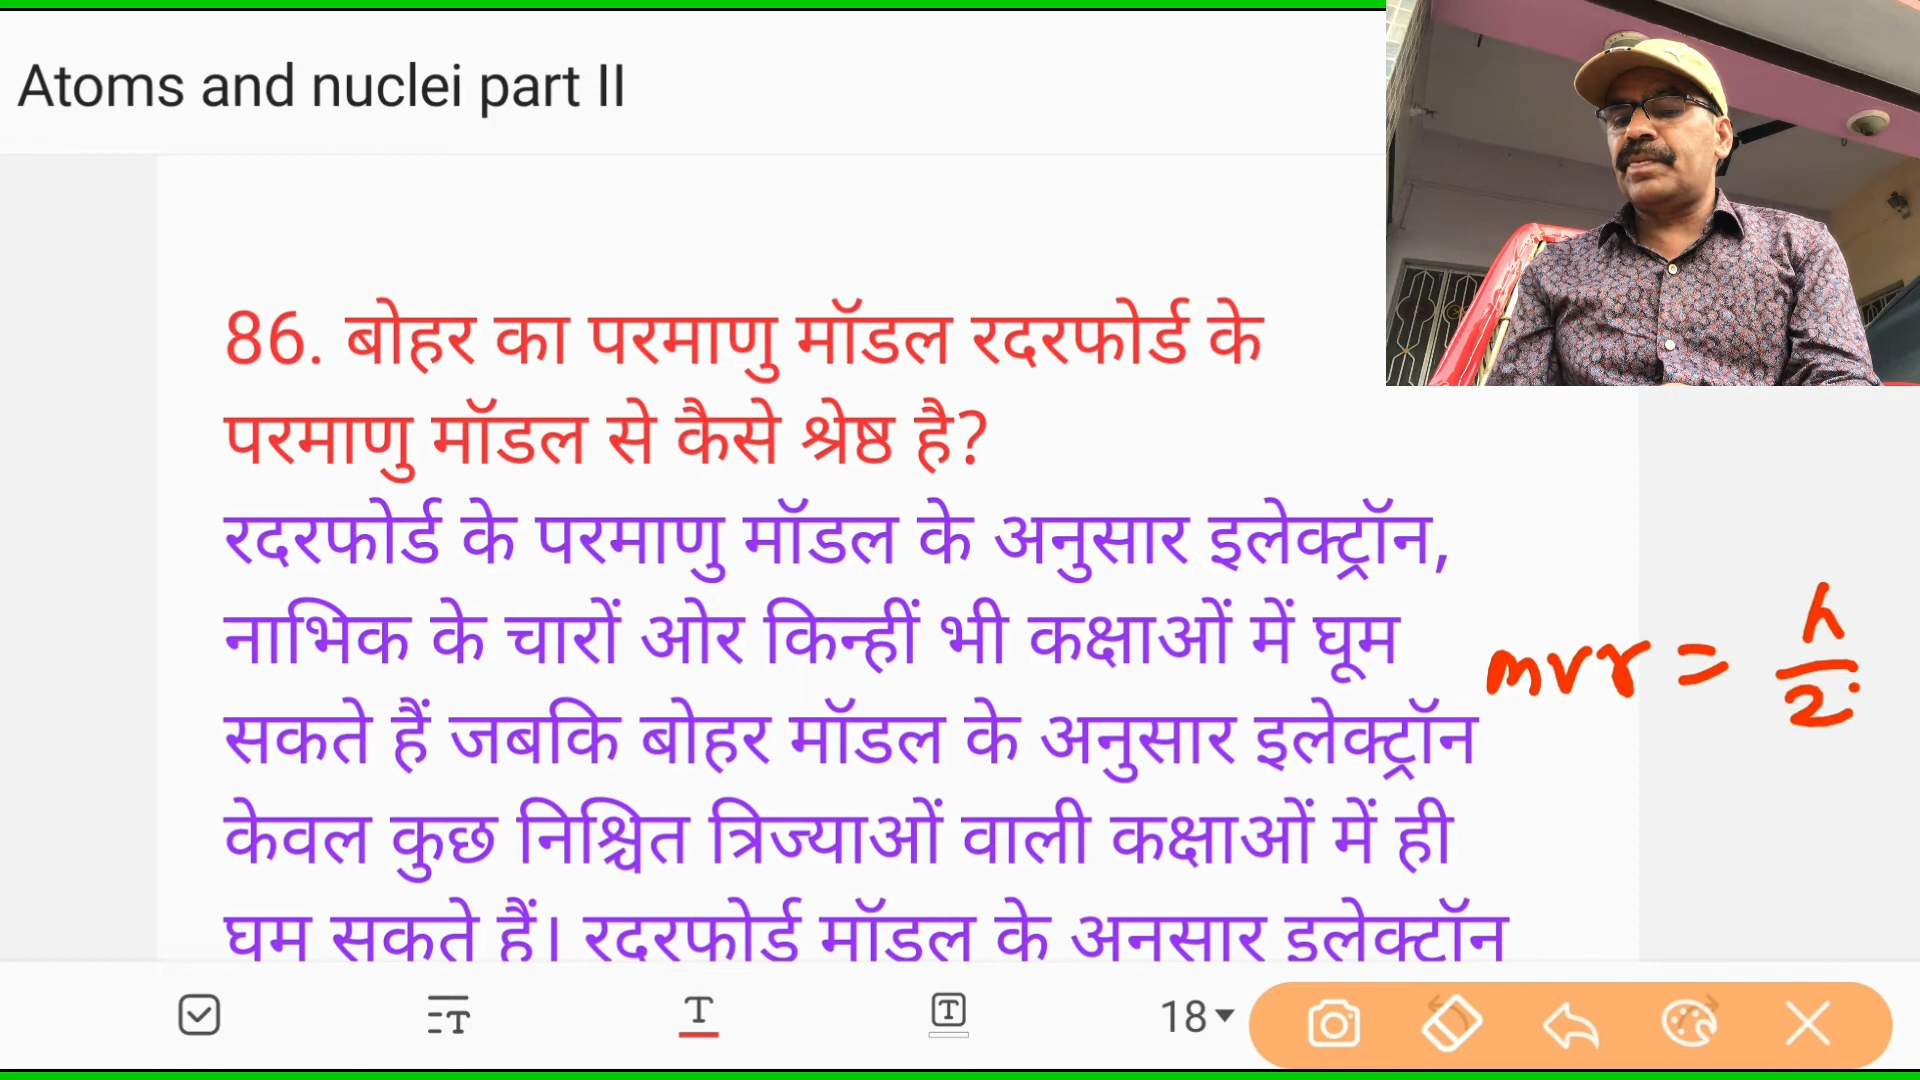 Atoms and nuclei part II
86. बोहर का परमाणु मॉडल रदरफोर्ड के
परमाणु मॉडल से कैसे श्रेष्ठ है?
रदरफोर्ड के परमाणु मॉडल के अनुसार इलेक्ट्रॉन,
नाभिक के चारों ओर किन्हीं भी कक्षाओं में घूम
सकते हैं जबकि बोहर मॉडल के अनुसार इलेक्ट्रॉन
केवल कुछ निश्चित त्रिज्याओं वाली कक्षाओं में ही
घूम सकते हैं। रदरफोर्ड मॉडल के अनुसार इलेक्ट्रॉन
mvr = h/2
18